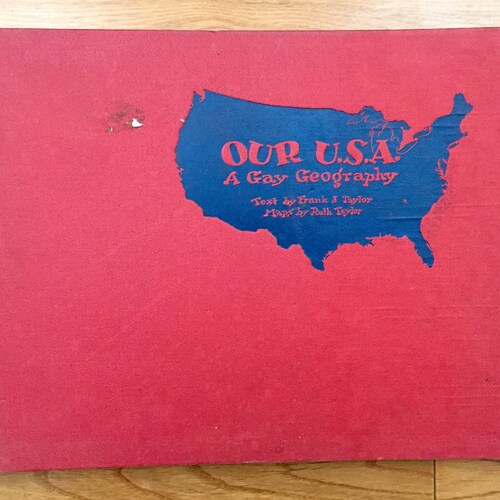 OUR U.S.A.
A Gay Geography
Text by Frank J. Taylor
Maps by Ruth Taylor